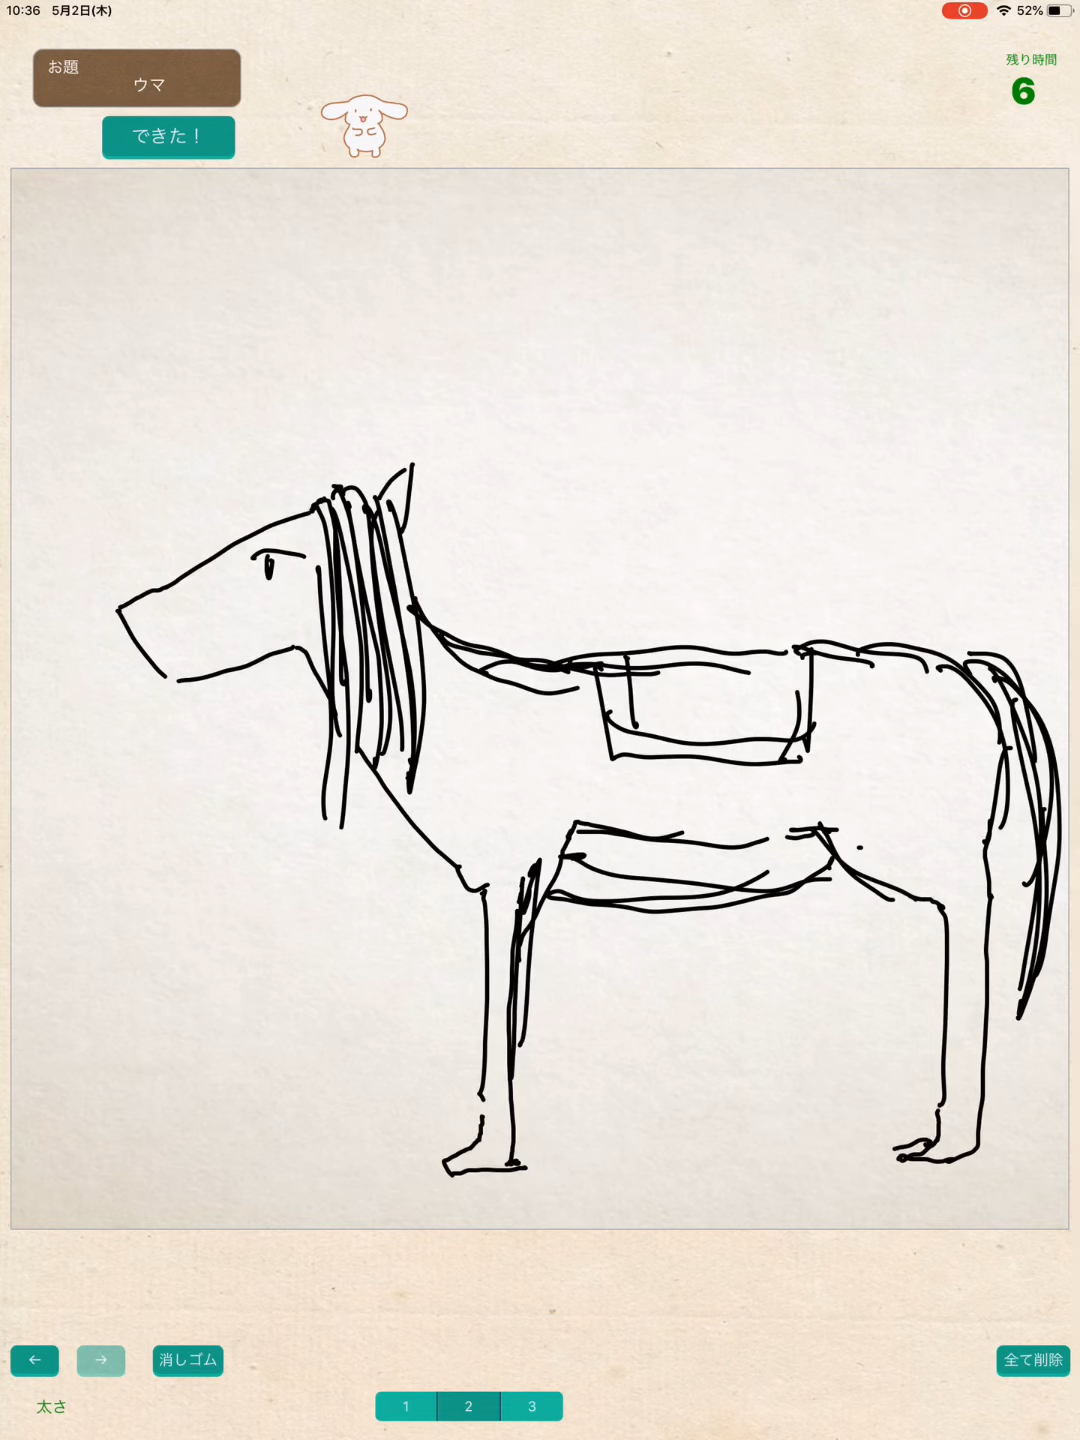 10:36 5月2日(木)
52%
お題
ウマ
できた！
残り時間
6
←
→
消しゴム
全て削除
太さ
1
2
3